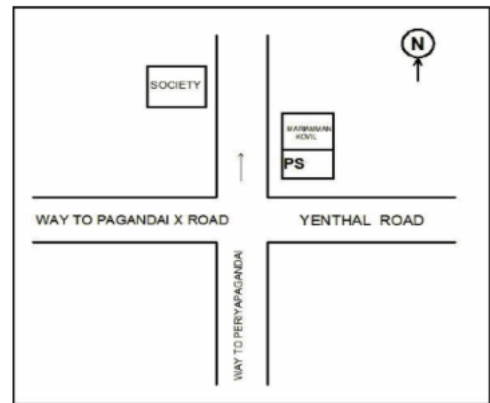 N
SOCIETY
MARIAMMAN
KOVIL
PS
WAY TO PAGANDAI X ROAD
YENTHAL ROAD
WAY TO PERIYAPAGANDAI